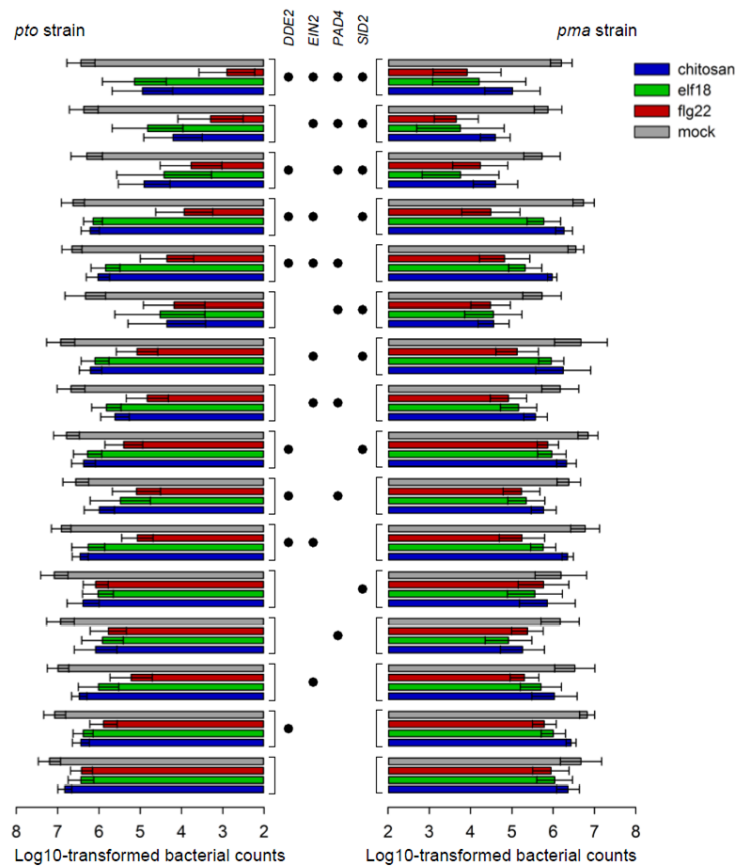 pto strain
DDE2
EIN2
PAD4
SID2
pma strain
chitosan
elf18
flg22
mock
8 7 6 5 4 3 2
2 3 4 5 6 7 8
Log10-transformed bacterial counts
Log10-transformed bacterial counts